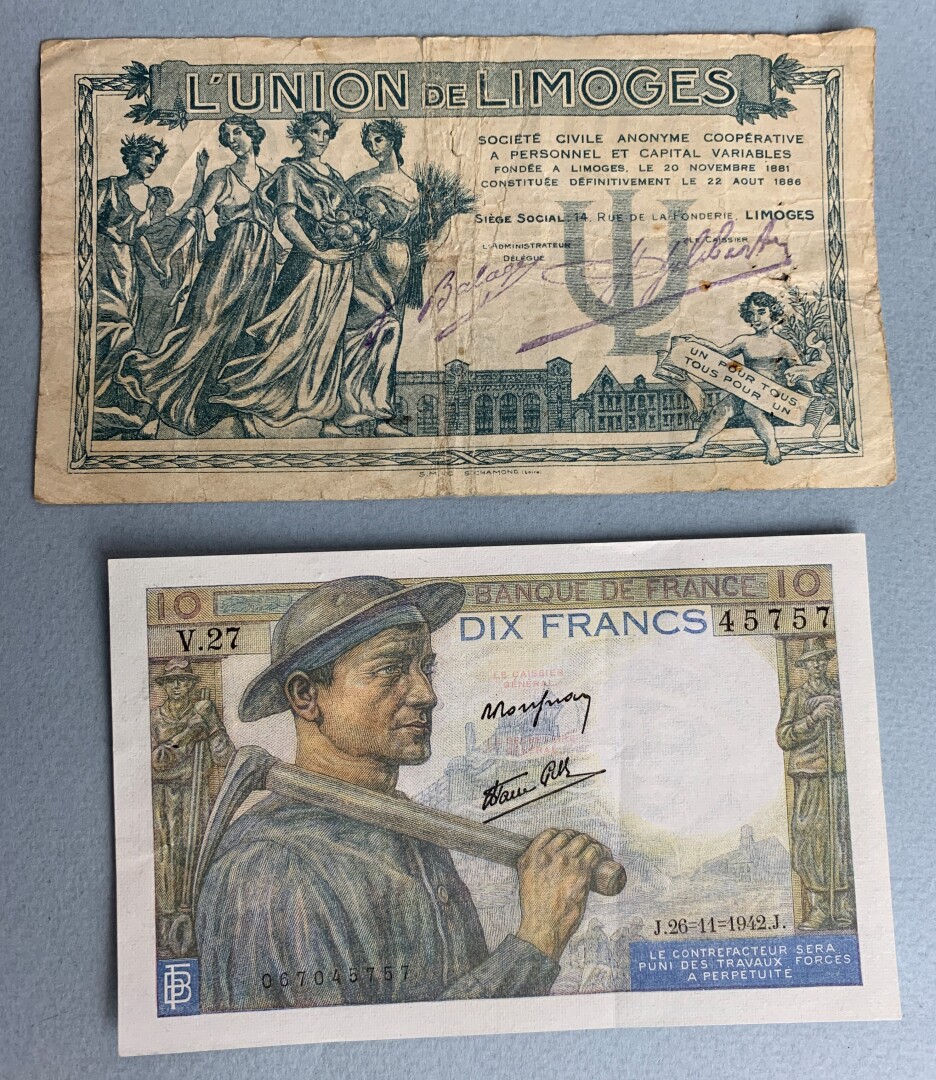 L'UNION DE LIMOGES
SOCIÉTÉ CIVILE ANONYME COOPÉRATIVE
A PERSONNEL ET CAPITAL VARIABLES
FONDÉE A LIMOGES, LE 20 NOVEMBRE 1881
CONSTITUÉE DÉFINITIVEMENT LE 22 AOUT 1886
SIÈGE SOCIAL: 14, RUE DE LA FONDERIE, LIMOGES
L'ADMINISTRATEUR
DÉLÉGUÉ
LE CAISSIER
UN POUR TOUS
TOUS POUR UN
10 BANQUE DE FRANCE 10
V.27 DIX FRANCS 45757
LE CAISSIER
GÉNÉRAL
J.26=11=1942.J.
LE CONTREFACTEUR SERA
PUNI DES TRAVAUX FORCES
A PERPÉTUITÉ
067045757